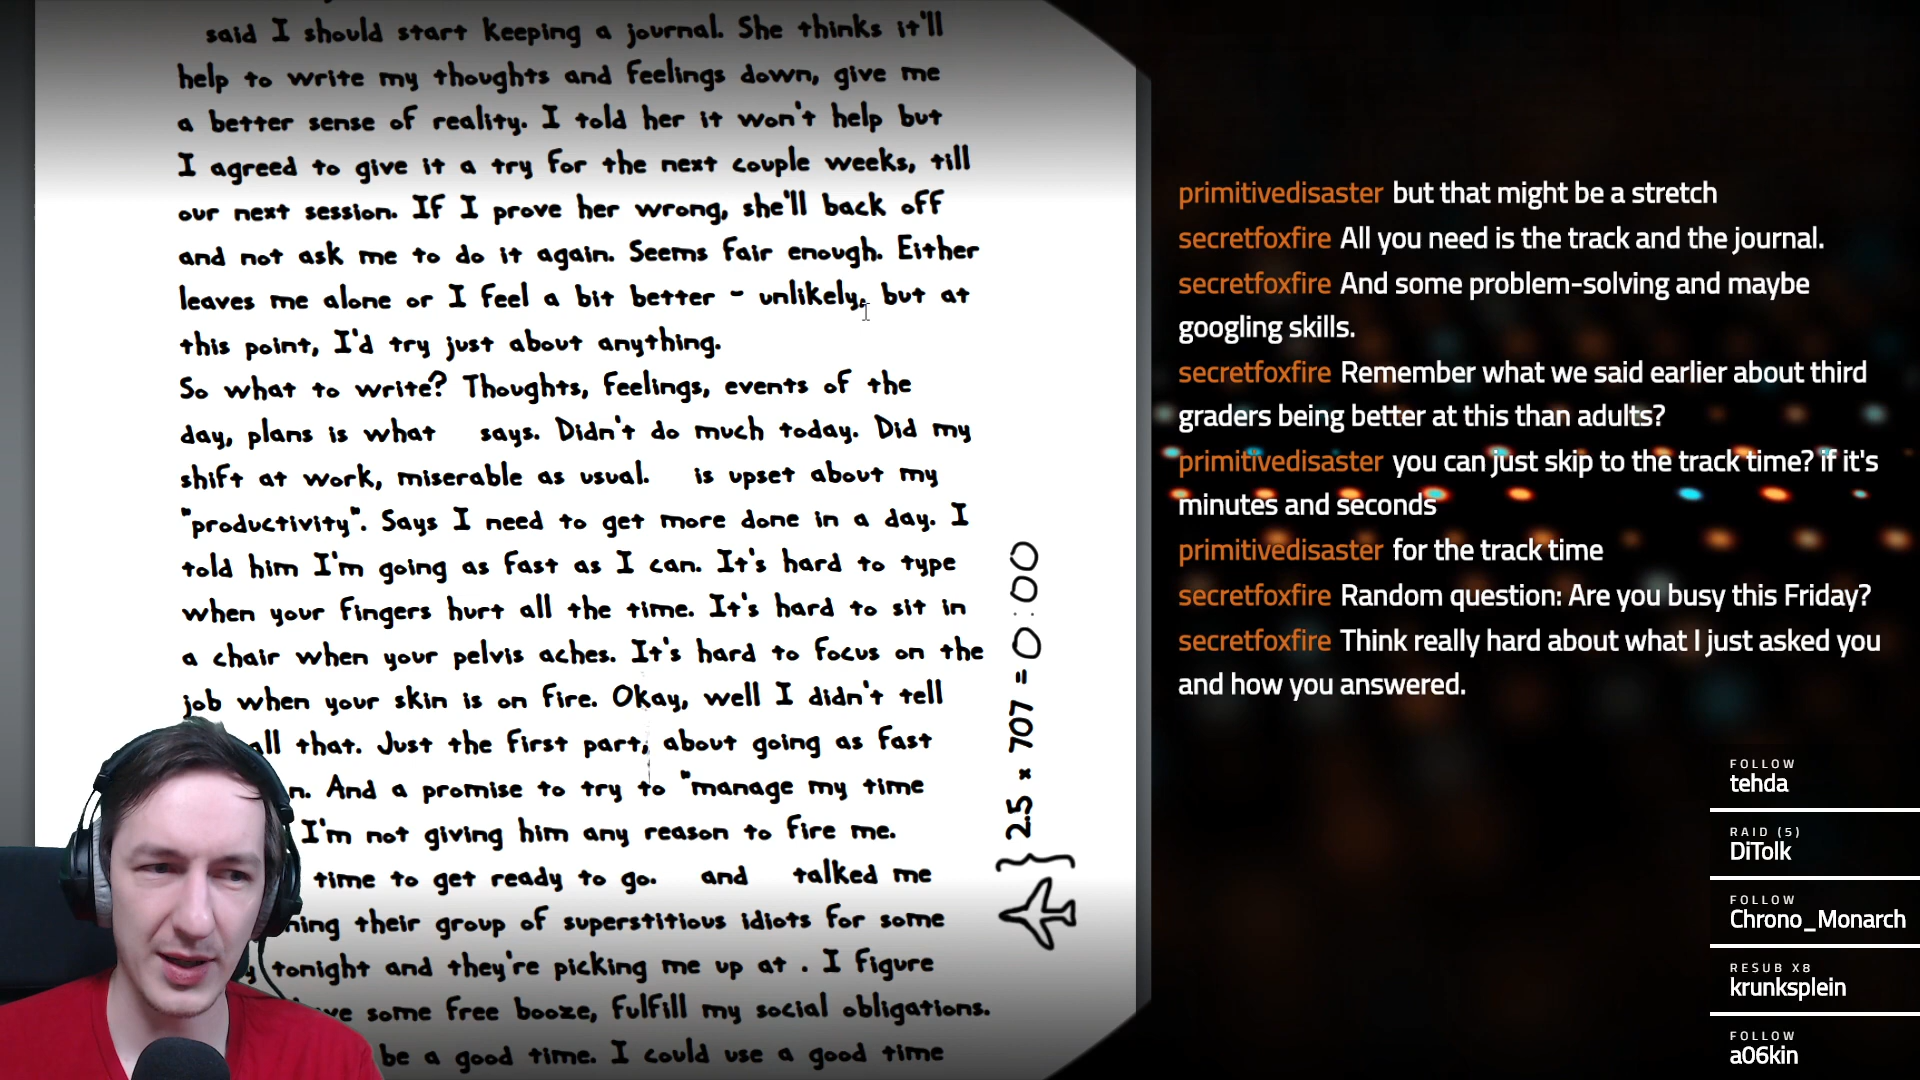 said I should start keeping a journal. She thinks it'll
help to write my thoughts and feelings down, give me
a better sense of reality. I told her it won't help but
I agreed to give it a try for the next couple weeks, till
our next session. If I prove her wrong, she'll back off
and not ask me to do it again. Seems fair enough. Either
leaves me alone or I feel a bit better - unlikely, but at
this point, I'd try just about anything.
So what to write? Thoughts, feelings, events of the
day, plans is what says. Didn't do much today. Did my
shift at work, miserable as usual. is upset about my
"productivity". Says I need to get more done in a day. I
told him I'm going as fast as I can. It's hard to type
when your fingers hurt all the time. It's hard to sit in
a chair when your pelvis aches. It's hard to focus on the
job when your skin is on fire. Okay, well I didn't tell
all that. Just the first part, about going as fast
And a promise to try to "manage my time
I'm not giving him any reason to fire me.
time to get ready to go. and talked me
their group of superstitious idiots for some
tonight and they're picking me up at . I figure
some free booze, fulfill my social obligations.
be a good time. I could use a good time
2.5 x 707 = 0:00
primitivedisaster but that might be a stretch
secretfoxfire All you need is the track and the journal.
secretfoxfire And some problem-solving and maybe
googling skills.
secretfoxfire Remember what we said earlier about third
graders being better at this than adults?
primitivedisaster you can just skip to the track time? if it's
minutes and seconds
primitivedisaster for the track time
secretfoxfire Random question: Are you busy this Friday?
secretfoxfire Think really hard about what I just asked you
and how you answered.
FOLLOW
tehda
RAID (5)
DiTolk
FOLLOW
Chrono_Monarch
RESUB X8
krunksplein
FOLLOW
a06kin